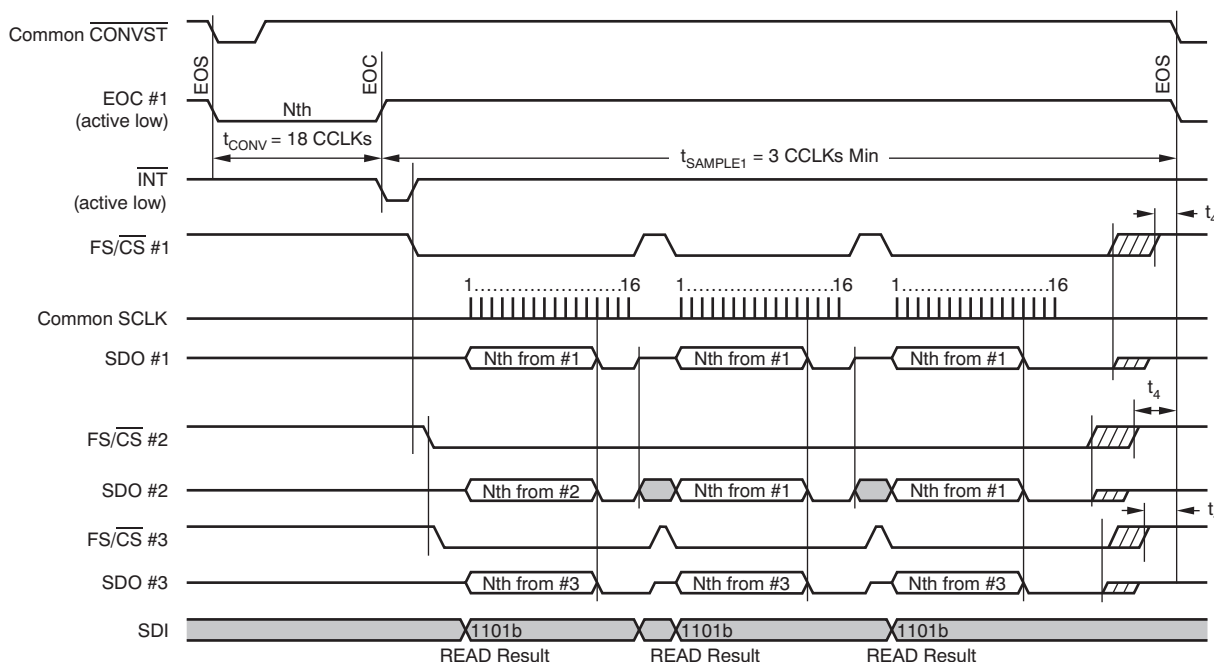 Common CONVST
EOS
EOC
EOS
EOC #1
(active low)
Nth
tCONV = 18 CCLKs
tSAMPLE1 = 3 CCLKs Min
INT
(active low)
t4
FS/CS #1
1.......................16
1.......................16
1.......................16
Common SCLK
SDO #1
Nth from #1
Nth from #1
Nth from #1
t4
FS/CS #2
SDO #2
Nth from #2
Nth from #1
Nth from #1
FS/CS #3
SDO #3
Nth from #3
Nth from #3
Nth from #3
SDI
1101b
1101b
1101b
READ Result
READ Result
READ Result